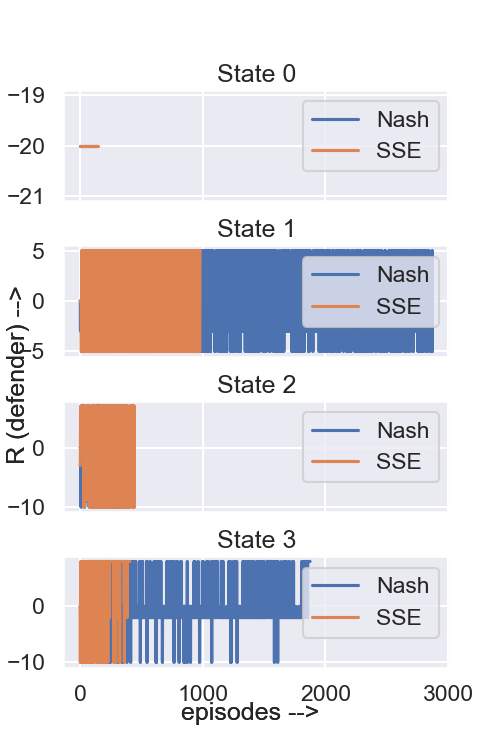 State 0
−19
−20
−21
Nash
SSE
State 1
5
0
−5
Nash
SSE
R (defender) -->
State 2
0
−10
Nash
SSE
State 3
0
−10
Nash
SSE
0 1000 2000 3000
episodes -->